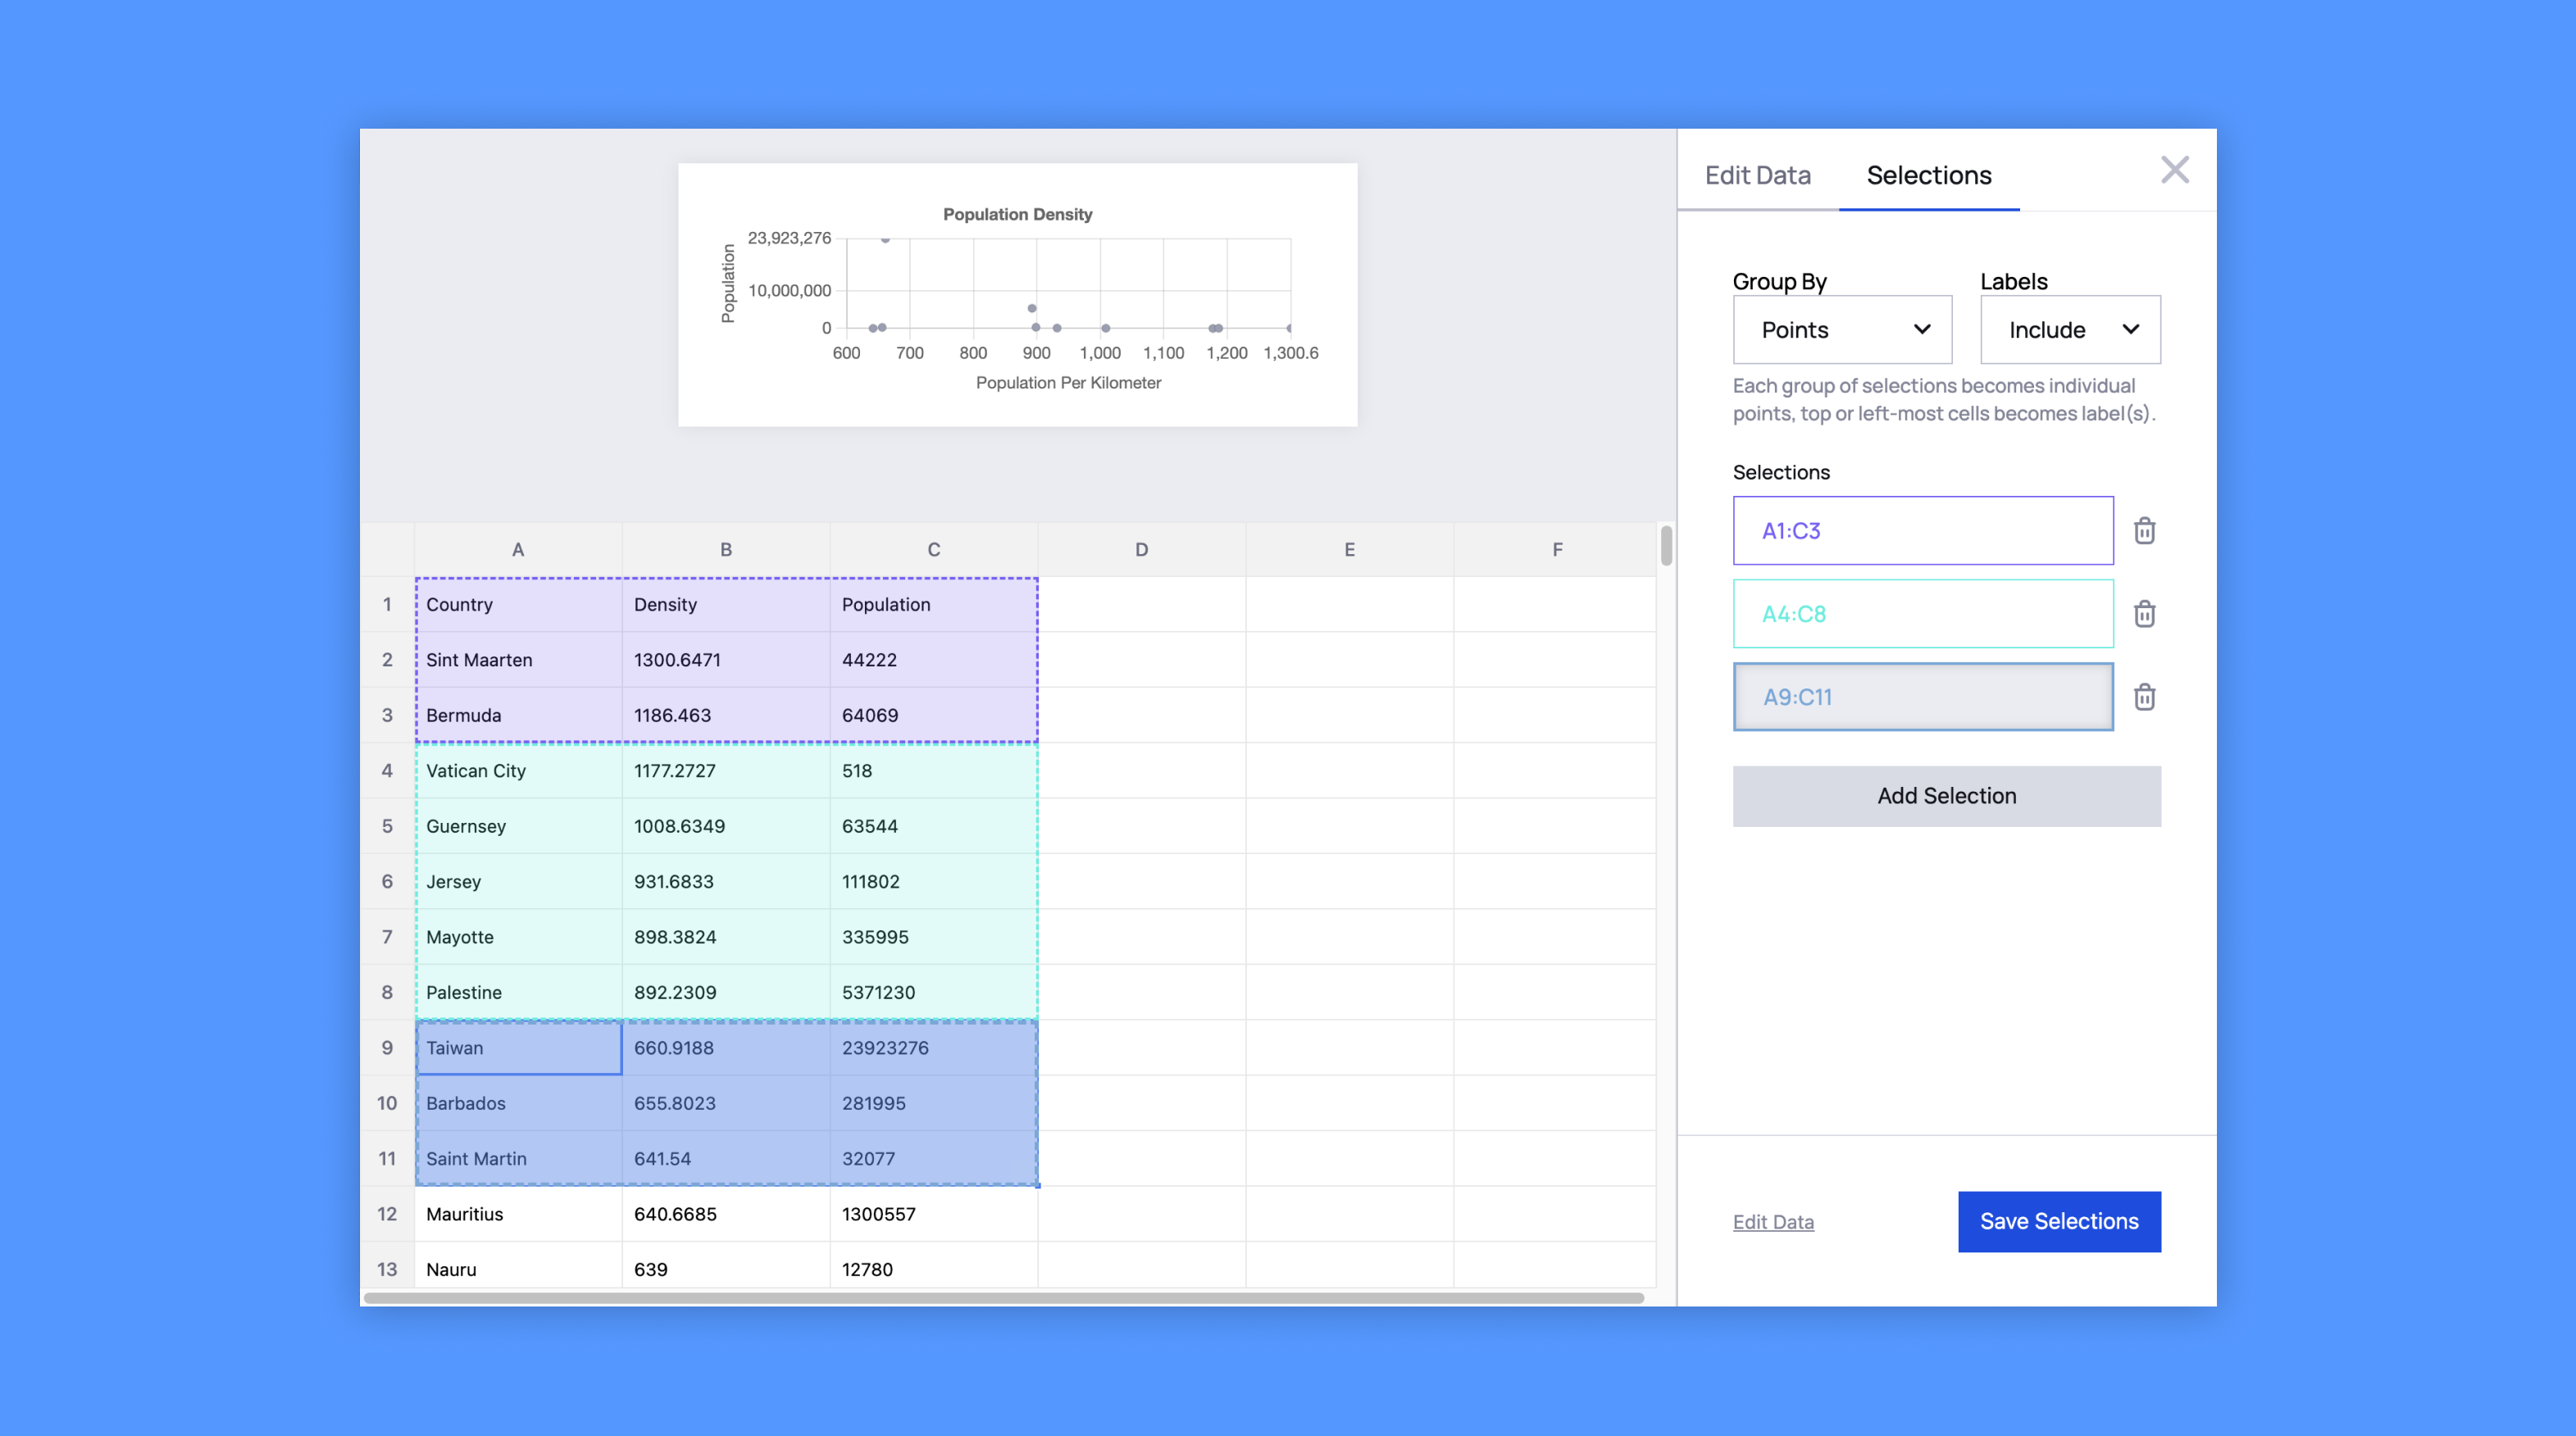 Population Density
Population
23,923,276
10,000,000
0
600 700 800 900 1,000 1,100 1,200 1,300.6
Population Per Kilometer
A B C D E F
1 Country Density Population
2 Sint Maarten 1300.6471 44222
3 Bermuda 1186.463 64069
4 Vatican City 1177.2727 518
5 Guernsey 1008.6349 63544
6 Jersey 931.6833 111802
7 Mayotte 898.3824 335995
8 Palestine 892.2309 5371230
9 Taiwan 660.9188 23923276
10 Barbados 655.8023 281995
11 Saint Martin 641.54 32077
12 Mauritius 640.6685 1300557
13 Nauru 639 12780
Edit Data Selections
Group By Labels
Points Include
Each group of selections becomes individual
points, top or left-most cells becomes label(s).
Selections
A1:C3
A4:C8
A9:C11
Add Selection
Edit Data Save Selections